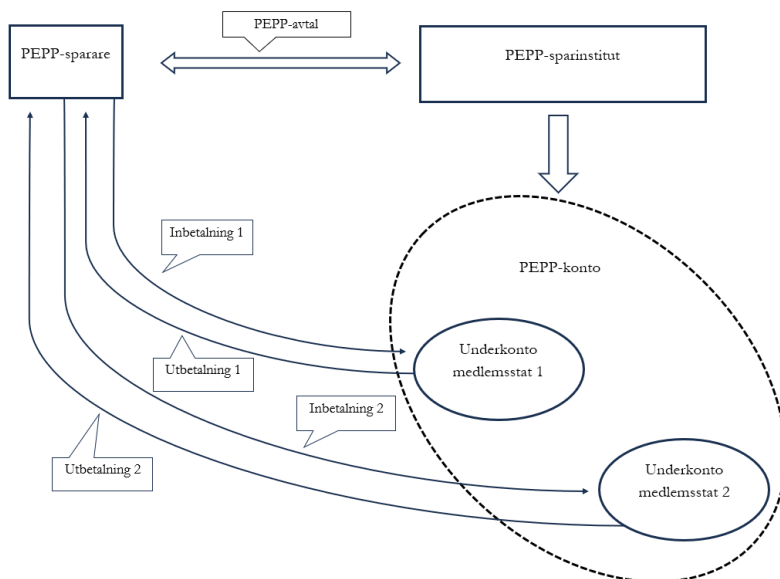 PEPP-avtal
PEPP-sparare
PEPP-sparinstitut
Inbetalning 1
PEPP-konto
Utbetalning 1
Underkonto
medlemsstat 1
Inbetalning 2
Utbetalning 2
Underkonto
medlemsstat 2